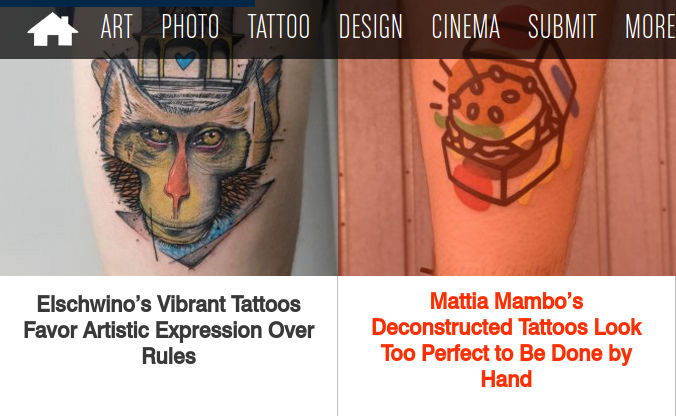 ART PHOTO TATTOO DESIGN CINEMA SUBMIT MORE
Elschwino’s Vibrant Tattoos
Favor Artistic Expression Over
Rules
Mattia Mambo’s
Deconstructed Tattoos Look
Too Perfect to Be Done by
Hand